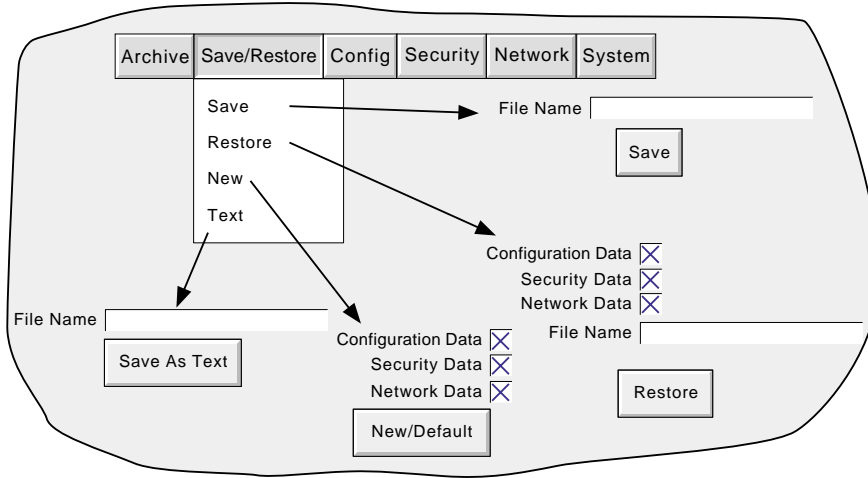 Archive Save/Restore Config Security Network System
Save
Restore
New
Text
File Name
Save
Configuration Data
Security Data
Network Data
File Name
Restore
Configuration Data
Security Data
Network Data
New/Default
File Name
Save As Text